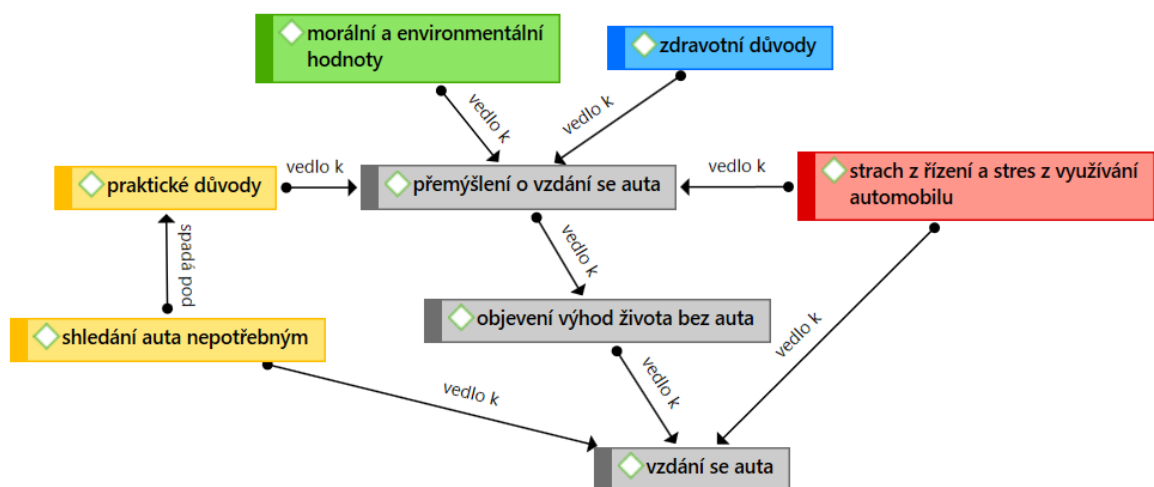 morální a environmentální
hodnoty
zdravotní důvody
vedlo k
vedlo k
praktické důvody
vedlo k
přemýšlení o vzdání se auta
vedlo k
strach z řízení a stres z využívání
automobilu
spadá pod
vedlo k
shledání auta nepotřebným
objevení výhod života bez auta
vedlo k
vedlo k
vedlo k
vzdání se auta